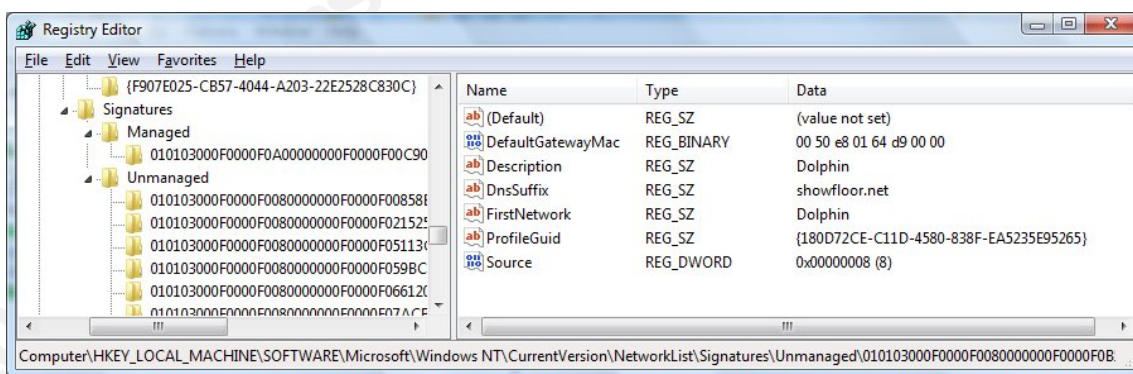 Registry Editor
File Edit View Favorites Help
{F907E025-CB57-4044-A203-22E2528C830C}
Signatures
Managed
010103000F0000F0A00000000F0000F00C90
Unmanaged
010103000F0000F0080000000F0000F00858E
010103000F0000F0080000000F0000F02152
010103000F0000F0080000000F0000F05113
010103000F0000F0080000000F0000F059BC
010103000F0000F0080000000F0000F06612
010103000F0000F0080000000F0000F07ACF
Name Type Data
(Default) REG_SZ (value not set)
DefaultGatewayMac REG_BINARY 00 50 e8 01 64 d9 00 00
Description REG_SZ Dolphin
DnsSuffix REG_SZ showfloor.net
FirstNetwork REG_SZ Dolphin
ProfileGuid REG_SZ {180D72CE-C11D-4580-838F-EA5235E95265}
Source REG_DWORD 0x00000008 (8)
Computer\HKEY_LOCAL_MACHINE\SOFTWARE\Microsoft\Windows NT\CurrentVersion\NetworkList\Signatures\Unmanaged\010103000F0000F0080000000F0000F0B